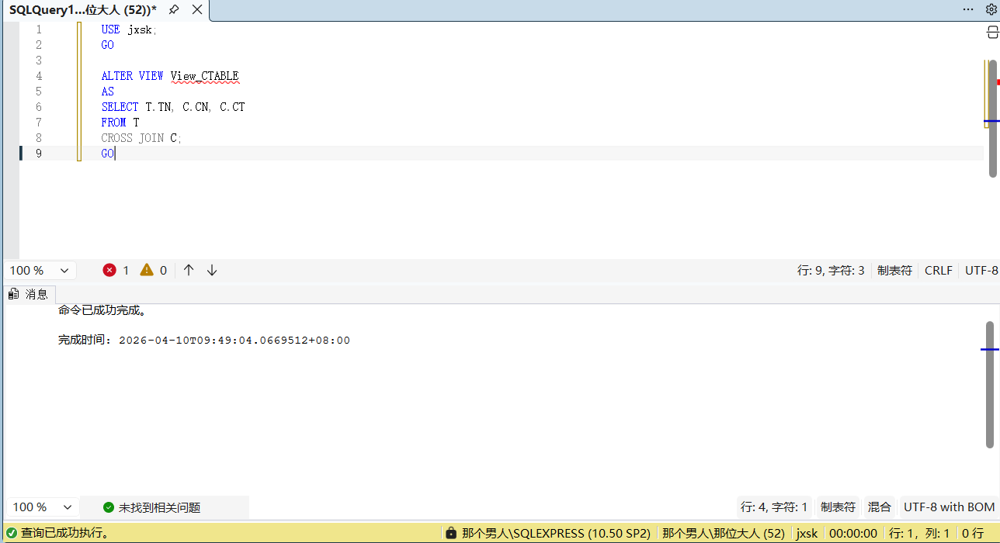 SQLQuery1...位大人 (52))*
1 USE jxsk;
2 GO
3
4 ALTER VIEW View_CTABLE
5 AS
6 SELECT T.TN, C.CN, C.CT
7 FROM T
8 CROSS JOIN C;
9 GO
100 % 1 0 行: 9, 字符: 3 制表符 CRLF UTF-8
消息
命令已成功完成。
完成时间: 2026-04-10T09:49:04.0669512+08:00
100 % 未找到相关问题 行: 4, 字符: 1 制表符 混合 UTF-8 with BOM
查询已成功执行。 那个男人\SQLEXPRESS (10.50 SP2) 那个男人\那位大人 (52) jxsk 00:00:00 行: 1, 列: 1 0 行